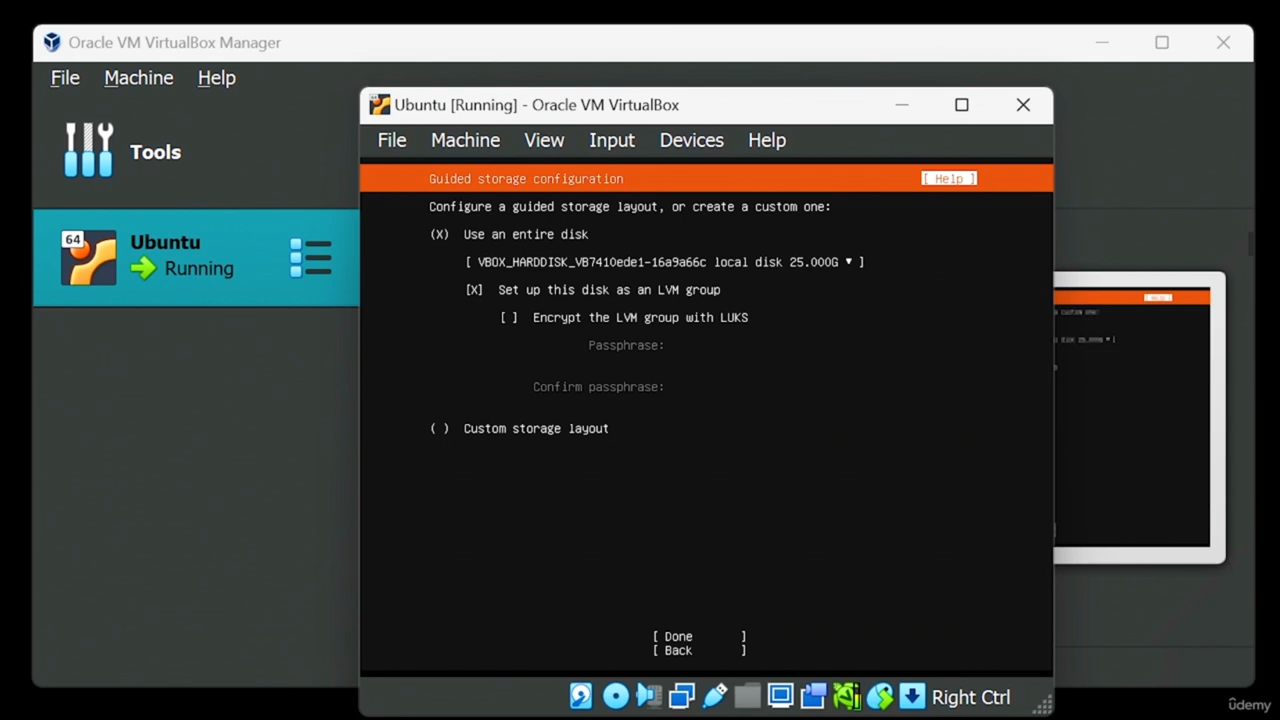 Oracle VM VirtualBox Manager
File Machine Help
Tools
64
Ubuntu
Running
Ubuntu [Running] - Oracle VM VirtualBox
File Machine View Input Devices Help
Guided storage configuration [ Help ]
Configure a guided storage layout, or create a custom one:
(X) Use an entire disk
[ VBOX_HARDDISK_VB7410ede1-16a9a66c local disk 25.000G ▾ ]
[X] Set up this disk as an LVM group
[ ] Encrypt the LVM group with LUKS
Passphrase:
Confirm passphrase:
( ) Custom storage layout
[ Done ]
[ Back ]
Right Ctrl
udemy